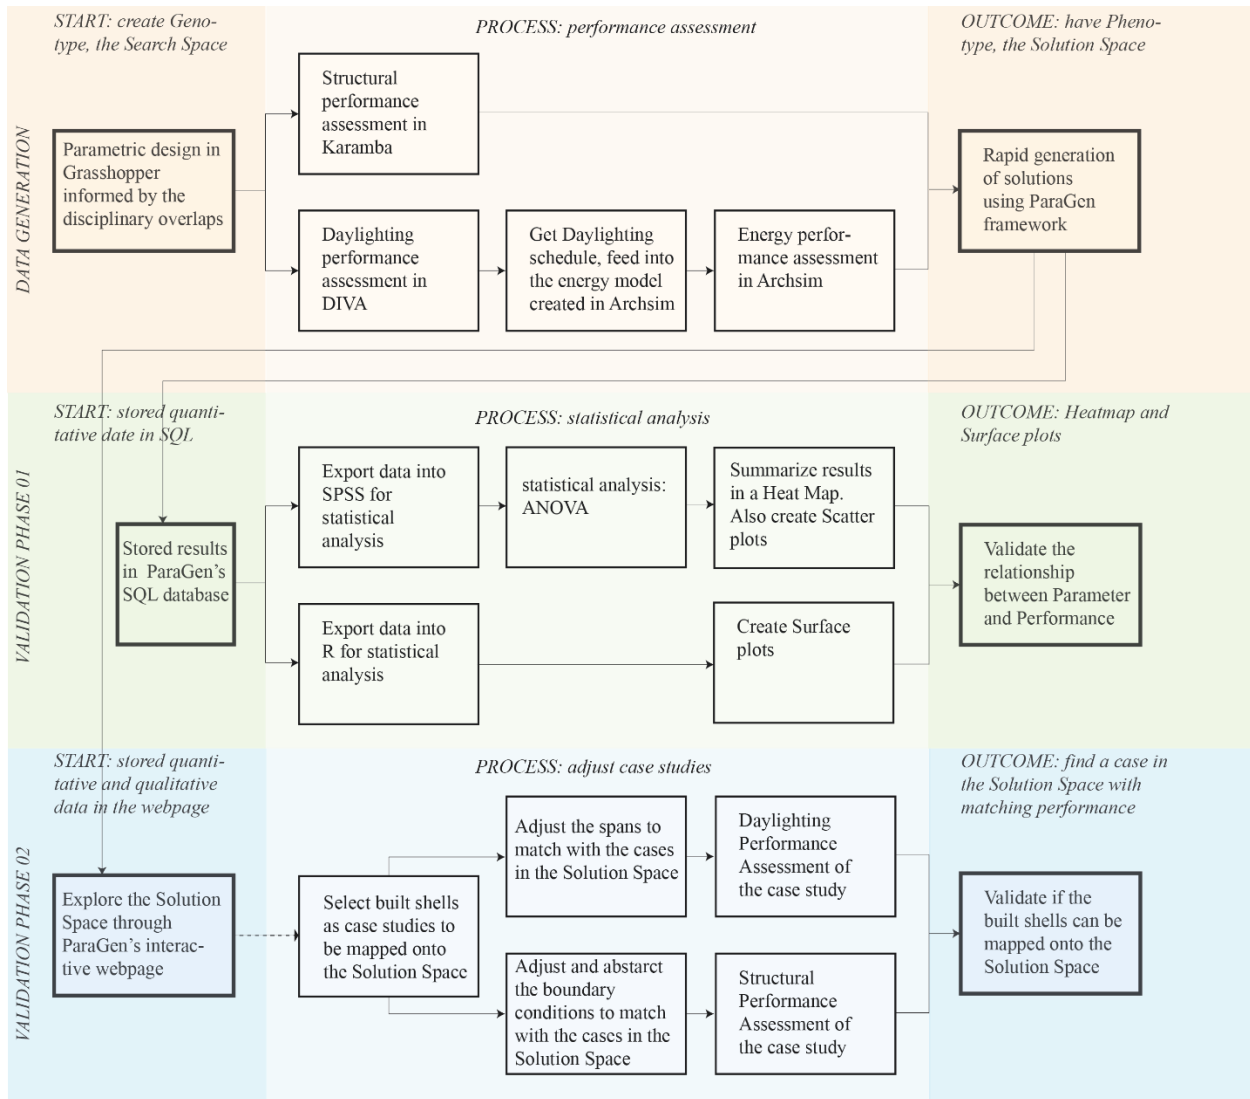 START: create Geno-
type, the Search Space
PROCESS: performance assessment
OUTCOME: have Pheno-
type, the Solution Space
DATA GENERATION
Parametric design in
Grasshopper
informed by the
disciplinary overlaps
Structural
performance
assessment in
Karamba
Daylighting
performance
assessment in
DIVA
Get Daylighting
schedule, feed into
the energy model
created in Archsim
Energy perfor-
mance assessment
in Archsim
Rapid generation
of solutions
using ParaGen
framework
START: stored quanti-
tative date in SQL
PROCESS: statistical analysis
OUTCOME: Heatmap and
Surface plots
VALIDATION PHASE 01
Stored results
in ParaGen's
SQL database
Export data into
SPSS for
statistical
analysis
statistical analysis:
ANOVA
Summarize results
in a Heat Map.
Also create Scatter
plots
Export data into
R for statistical
analysis
Create Surface
plots
Validate the
relationship
between Parameter
and Performance
START: stored quanti-
tative and qualitative
data in the webpage
PROCESS: adjust case studies
OUTCOME: find a case in
the Solution Space with
matching performance
VALIDATION PHASE 02
Explore the Solution
Space through
ParaGen's interac-
tive webpage
Select built shells
as case studies to
be mapped onto
the Solution Space
Adjust the spans to
match with the cases
in the Solution Space
Daylighting
Performance
Assessment of
the case study
Adjust and abstarct
the boundary
conditions to match
with the cases in the
Solution Space
Structural
Performance
Assessment of
the case study
Validate if the
built shells can be
mapped onto the
Solution Space